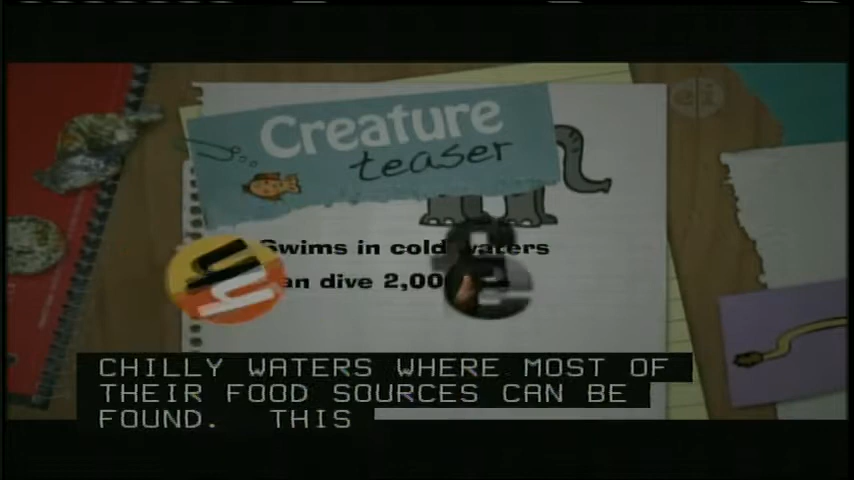 Creature
teaser
Swims in cold waters
an dive 2,00
CHILLY WATERS WHERE MOST OF
THEIR FOOD SOURCES CAN BE
FOUND. THIS